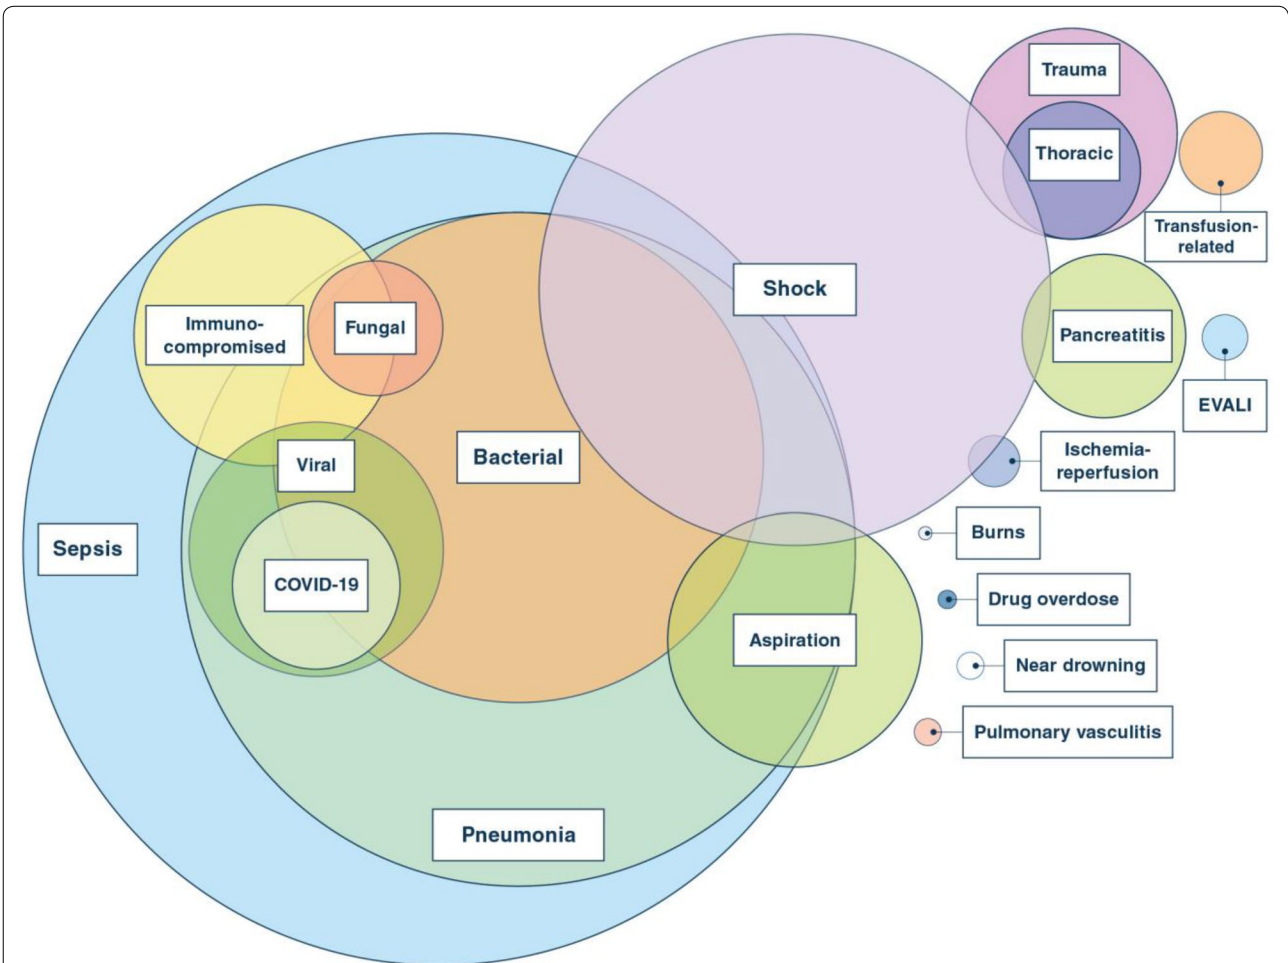 Trauma
Thoracic
Transfusion-
related
Shock
Immuno-
compromised
Fungal
Pancreatitis
EVALI
Viral
Bacterial
Ischemia-
reperfusion
Sepsis
Burns
COVID-19
Drug overdose
Aspiration
Near drowning
Pulmonary vasculitis
Pneumonia